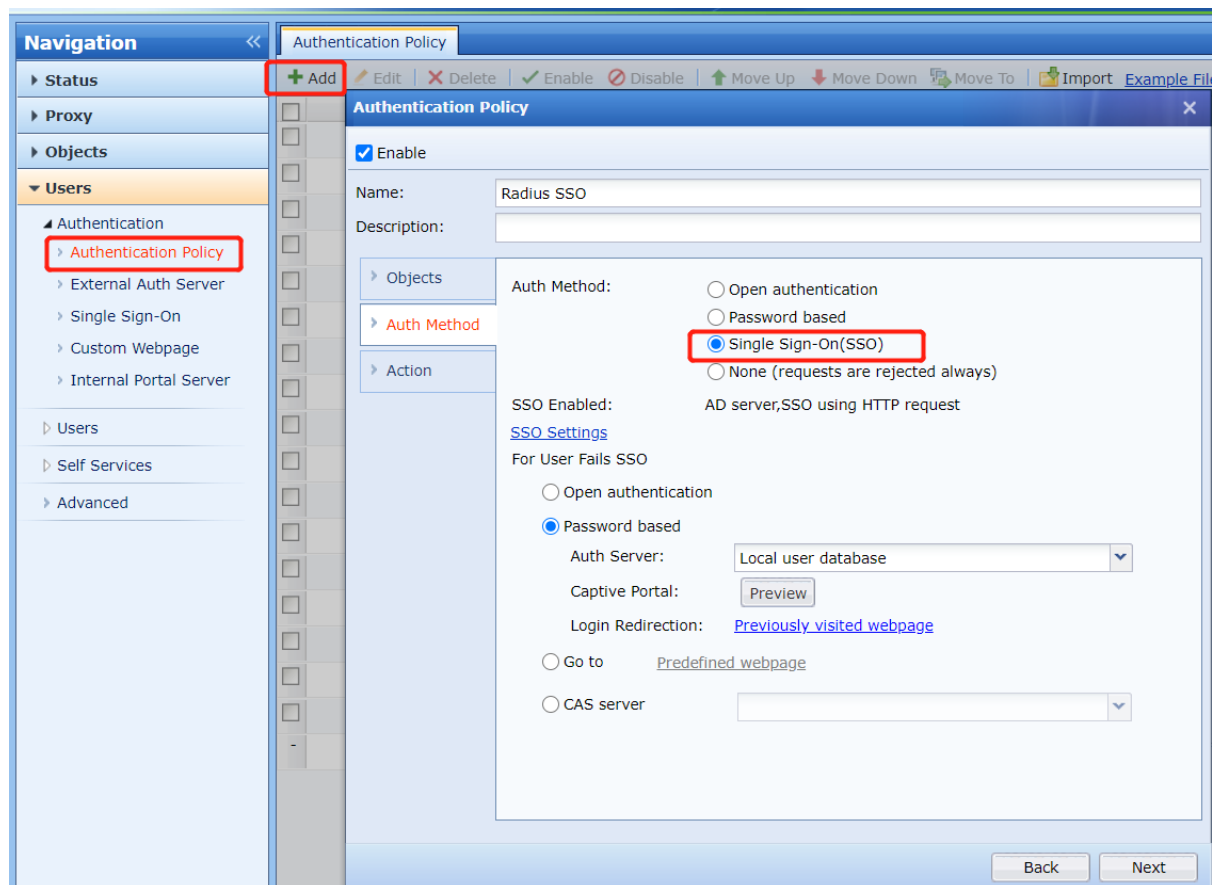 Navigation
Status
Proxy
Objects
Users
Authentication
Authentication Policy
External Auth Server
Single Sign-On
Custom Webpage
Internal Portal Server
Users
Self Services
Advanced
Authentication Policy
Add Edit Delete Enable Disable Move Up Move Down Move To Import
Authentication Policy
Enable
Name: Radius SSO
Description:
Objects
Auth Method
Action
Auth Method: Open authentication
Password based
Single Sign-On(SSO)
None (requests are rejected always)
SSO Enabled: AD server,SSO using HTTP request
SSO Settings
For User Fails SSO
Open authentication
Password based
Auth Server: Local user database
Captive Portal: Preview
Login Redirection: Previously visited webpage
Go to Predefined webpage
CAS server
-
Back Next